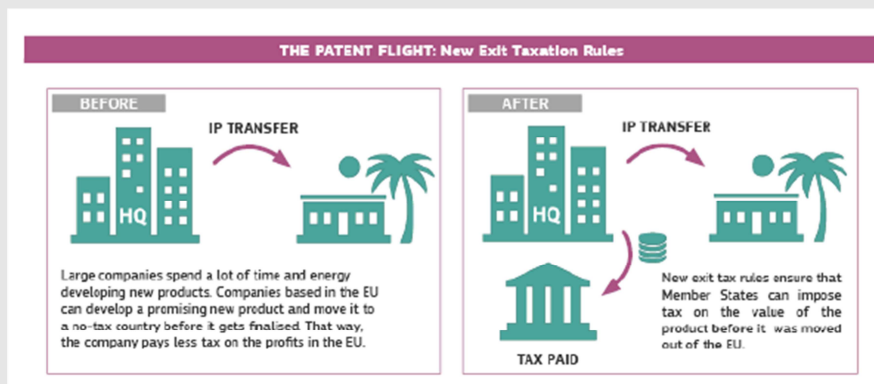 THE PATENT FLIGHT: New Exit Taxation Rules
BEFORE
IP TRANSFER
HQ
Large companies spend a lot of time and energy
developing new products. Companies based in the EU
can develop a promising new product and move it to
a no-tax country before it gets finalised. That way,
the company pays less tax on the profits in the EU.
AFTER
IP TRANSFER
HQ
TAX PAID
New exit tax rules ensure that
Member States can impose
tax on the value of the
product before it was moved
out of the EU.